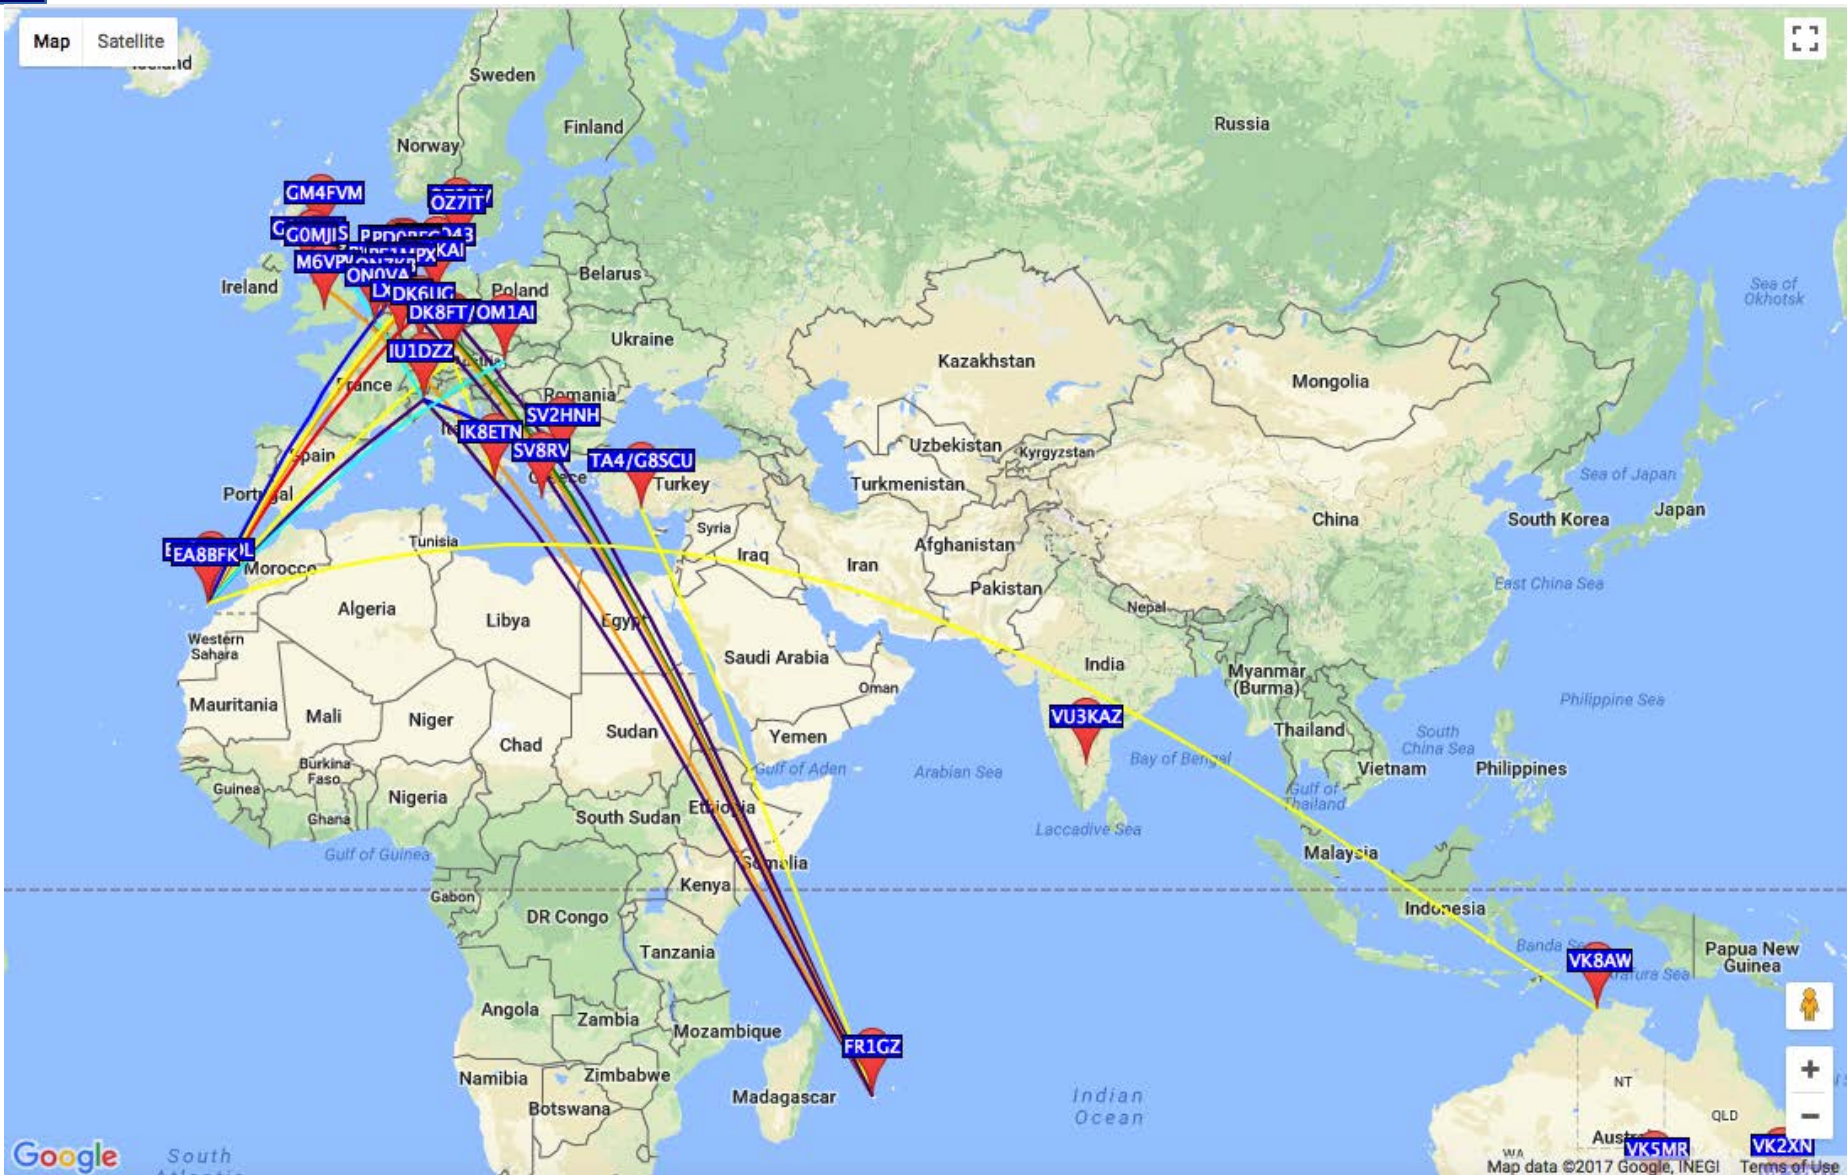 Map Satellite
Sweden
Finland
Russia
Norway
GM4FVM
OZ7IT
G0MJI
Ireland
ON0VA
DK6UG
Poland
Belarus
Sea of
Okhotsk
DK8FT/OM1AI
Ukraine
IU1DZZ
France
Kazakhstan
Mongolia
Romania
SV2HNH
IK8ETN
SV8RV
Spain
Uzbekistan
Kyrgyzstan
TA4/G8SCU
Turkey
Greece
Turkmenistan
Sea of Japan
Portugal
Japan
China
South Korea
Syria
EA8BFK
Tunisia
Morocco
Iraq
Iran
Afghanistan
East China Sea
Pakistan
Nepal
Algeria
Libya
Egypt
Western
Sahara
Saudi Arabia
India
Myanmar
(Burma)
Oman
Philippine Sea
Mauritania
Mali
Niger
Chad
Sudan
Yemen
VU3KAZ
Thailand
South
China Sea
Bay of Bengal
Burkina
Faso
Gulf of Aden
Arabian Sea
Vietnam
Philippines
Guinea
Nigeria
Gulf of
Thailand
Ghana
South Sudan
Ethiopia
Laccadive Sea
Gulf of Guinea
Somalia
Malaysia
Kenya
Gabon
DR Congo
Indonesia
Tanzania
Banda Sea
Papua New
Guinea
VK8AW
Arafura Sea
Angola
Zambia
Mozambique
FR1GZ
Namibia
Zimbabwe
Madagascar
Botswana
Indian
Ocean
NT
QLD
+
−
WA
VK5MR
VK2XN
Google
South
Map data ©2017 Google, INEGI Terms of Use